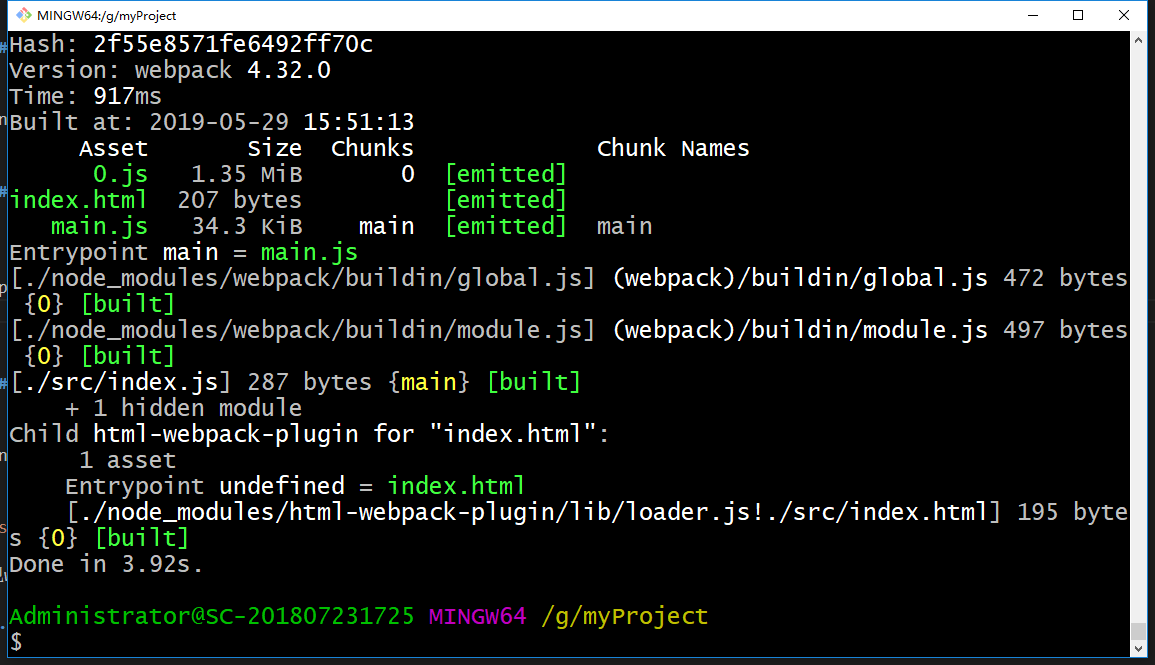 MINGW64:/g/myProject
Hash: 2f55e8571fe6492ff70c
Version: webpack 4.32.0
Time: 917ms
Built at: 2019-05-29 15:51:13
Asset Size Chunks Chunk Names
0.js 1.35 MiB 0 [emitted]
index.html 207 bytes [emitted]
main.js 34.3 KiB main [emitted] main
Entrypoint main = main.js
[./node_modules/webpack/buildin/global.js] (webpack)/buildin/global.js 472 bytes
{0} [built]
[./node_modules/webpack/buildin/module.js] (webpack)/buildin/module.js 497 bytes
{0} [built]
[./src/index.js] 287 bytes {main} [built]
+ 1 hidden module
Child html-webpack-plugin for "index.html":
1 asset
Entrypoint undefined = index.html
[./node_modules/html-webpack-plugin/lib/loader.js!./src/index.html] 195 byte
s {0} [built]
Done in 3.92s.
Administrator@SC-201807231725 MINGW64 /g/myProject
$